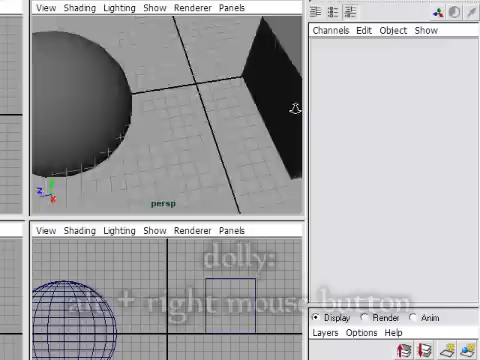 View Shading Lighting Show Renderer Panels
Channels Edit Object Show
persp
z
x
View Shading Lighting Show Renderer Panels
dolly:
alt + right mouse button
Display Render Anim
Layers Options Help